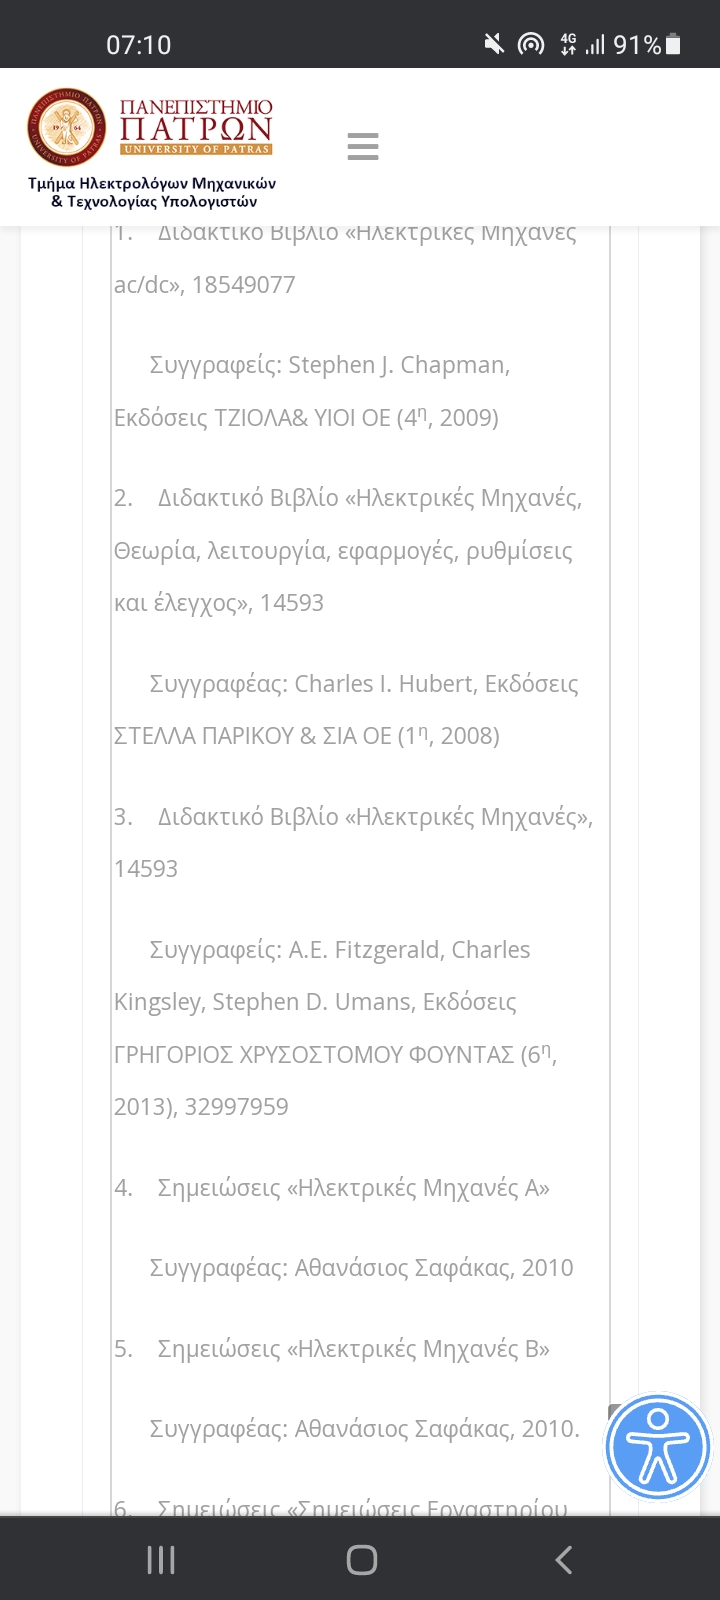 07:10
4G
91%
ΠΑΝΕΠΙΣΤΗΜΙΟ
ΠΑΤΡΩΝ
UNIVERSITY OF PATRAS
Τμήμα Ηλεκτρολόγων Μηχανικών
& Τεχνολογίας Υπολογιστών
1. Διδακτικό Βιβλίο «Ηλεκτρικές Μηχανές
ac/dc», 18549077
Συγγραφείς: Stephen J. Chapman,
Εκδόσεις ΤΖΙΟΛΑ& ΥΙΟΙ ΟΕ (4η, 2009)
2. Διδακτικό Βιβλίο «Ηλεκτρικές Μηχανές,
Θεωρία, λειτουργία, εφαρμογές, ρυθμίσεις
και έλεγχος», 14593
Συγγραφέας: Charles I. Hubert, Εκδόσεις
ΣΤΕΛΛΑ ΠΑΡΙΚΟΥ & ΣΙΑ ΟΕ (1η, 2008)
3. Διδακτικό Βιβλίο «Ηλεκτρικές Μηχανές»,
14593
Συγγραφείς: A.E. Fitzgerald, Charles
Kingsley, Stephen D. Umans, Εκδόσεις
ΓΡΗΓΟΡΙΟΣ ΧΡΥΣΟΣΤΟΜΟΥ ΦΟΥΝΤΑΣ (6η,
2013), 32997959
4. Σημειώσεις «Ηλεκτρικές Μηχανές Α»
Συγγραφέας: Αθανάσιος Σαφάκας, 2010
5. Σημειώσεις «Ηλεκτρικές Μηχανές Β»
Συγγραφέας: Αθανάσιος Σαφάκας, 2010.
6. Σημειώσεις «Σημειώσεις Εργαστηρίου